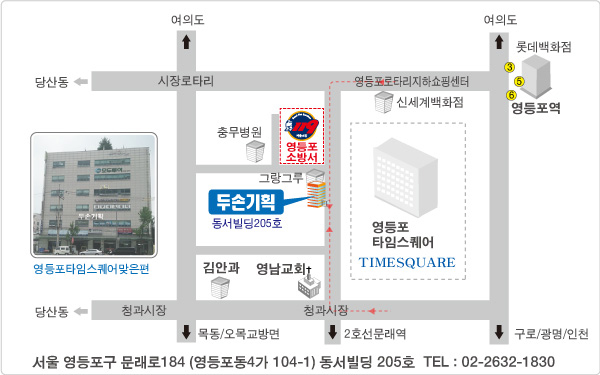 여의도
여의도
롯데백화점
당산동
시장로타리
영등포로타리지하쇼핑센터
③
⑤
⑥
영등포역
신세계백화점
충무병원
119
영등포
소방서
그랑그루
두손기획
동서빌딩205호
두손기획
영등포
타임스퀘어
TIMESQUARE
영등포타임스퀘어맞은편
김안과
영남교회
당산동
청과시장
청과시장
목동/오목교방면
2호선문래역
구로/광명/인천
서울 영등포구 문래로184 (영등포동4가 104-1) 동서빌딩 205호 TEL : 02-2632-1830